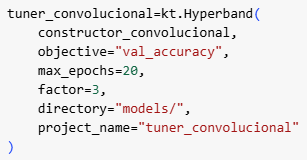 tuner_convolucional=kt.Hyperband(
    constructor_convolucional,
    objective="val_accuracy",
    max_epochs=20,
    factor=3,
    directory="models/",
    project_name="tuner_convolucional"
)